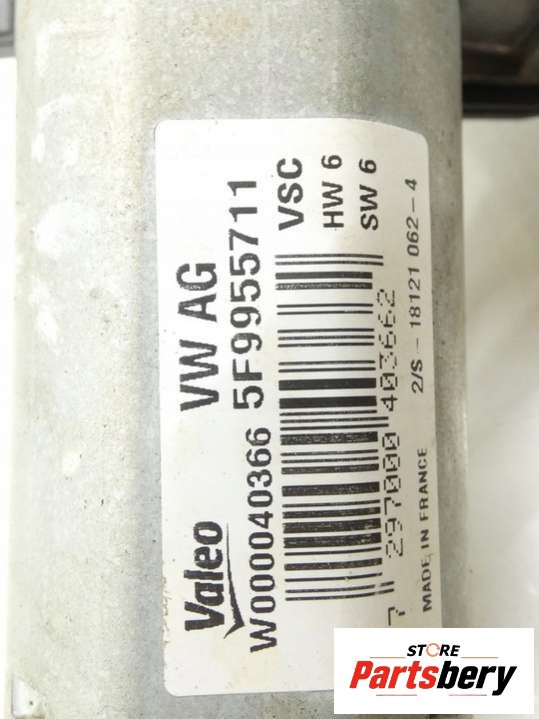 Valeo VW AG
W000040366 5F9955711
VSC
HW 6
SW 6
7 297000 403662
MADE IN FRANCE 2/S - 18121 062-4
STORE
Partsbery